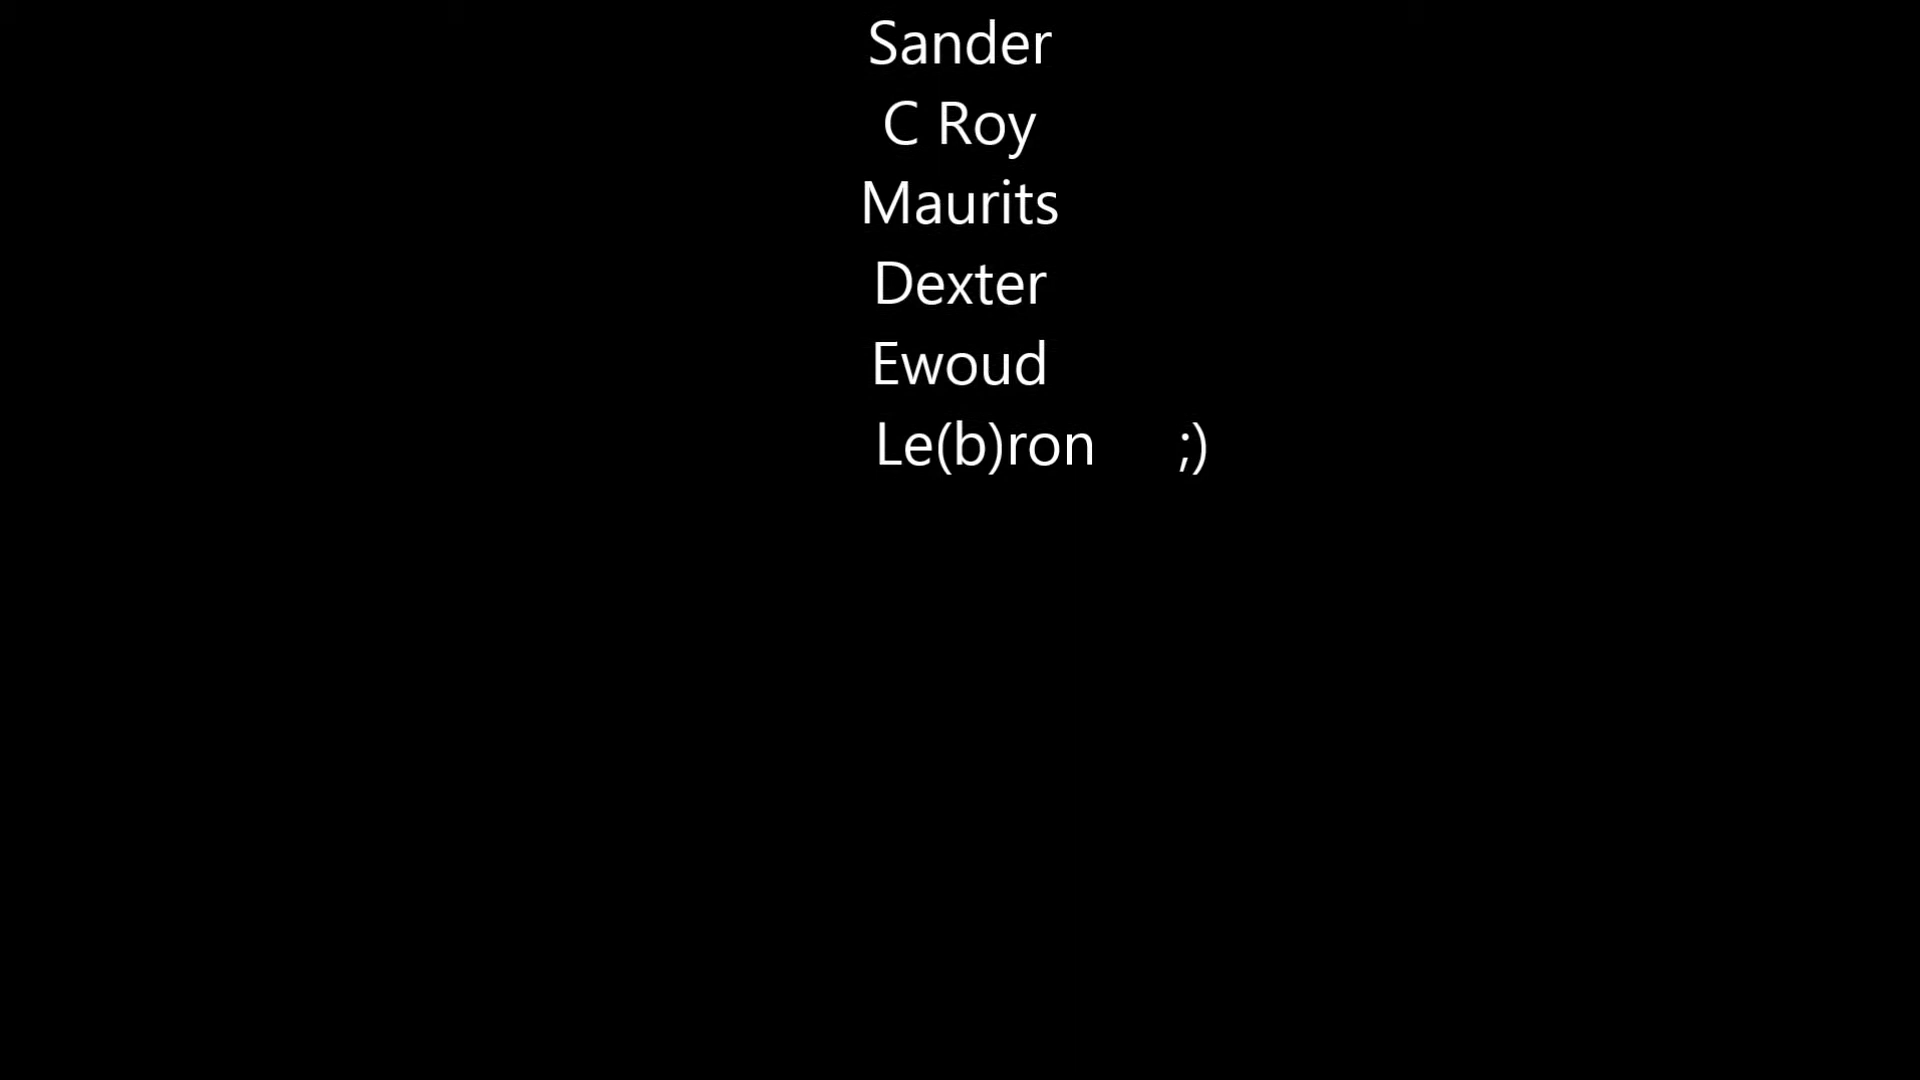 Sander
C Roy
Maurits
Dexter
Ewoud
Le(b)ron ;)